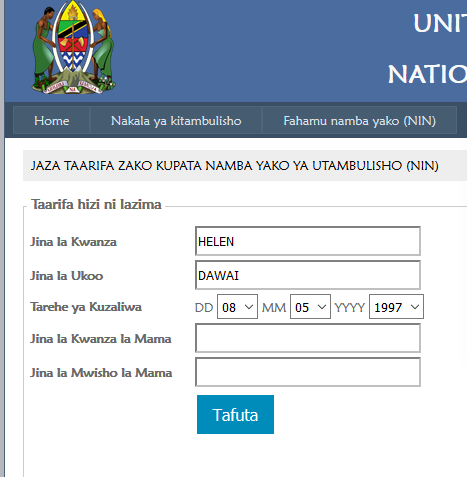 UNIT
NATIO
Home Nakala ya kitambulisho Fahamu namba yako (NIN)
JAZA TAARIFA ZAKO KUPATA NAMBA YAKO YA UTAMBULISHO (NIN)
Taarifa hizi ni lazima
Jina la Kwanza HELEN
Jina la Ukoo DAWAI
Tarehe ya Kuzaliwa DD 08 MM 05 YYYY 1997
Jina la Kwanza la Mama
Jina la Mwisho la Mama
Tafuta